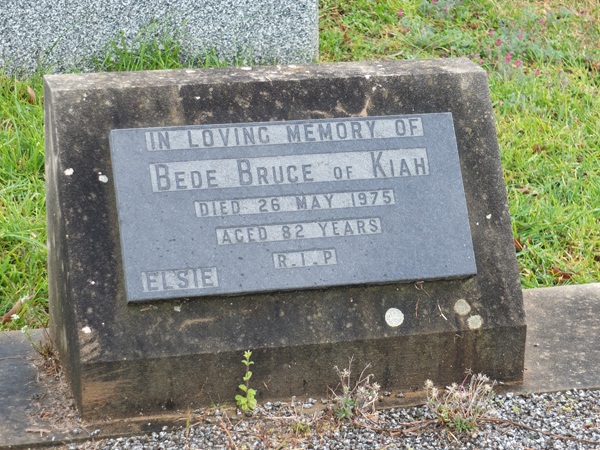 IN LOVING MEMORY OF
BEDE BRUCE OF KIAH
DIED 26 MAY 1975
AGED 82 YEARS
R.I.P
ELSIE